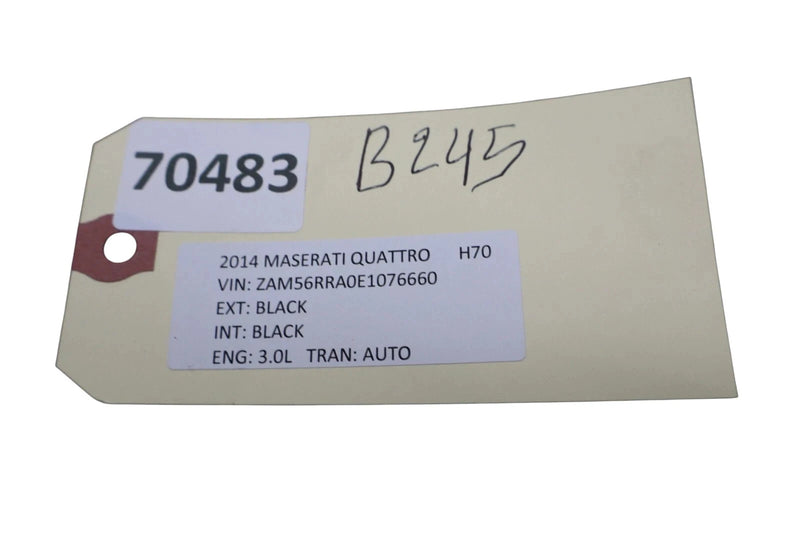 70483
B245
2014 MASERATI QUATTRO H70
VIN: ZAM56RRA0E1076660
EXT: BLACK
INT: BLACK
ENG: 3.0L TRAN: AUTO